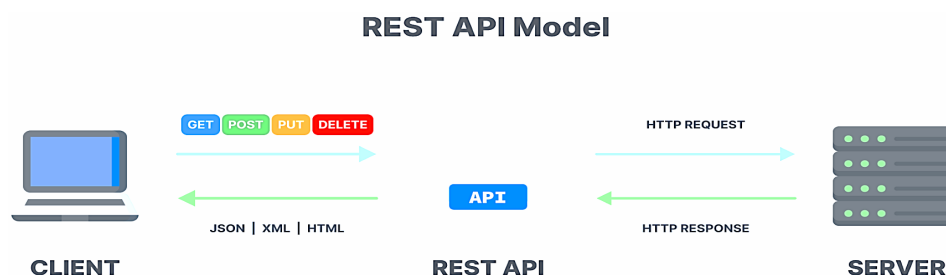 REST API Model
GET POST PUT DELETE
HTTP REQUEST
API
JSON | XML | HTML
HTTP RESPONSE
CLIENT
REST API
SERVER